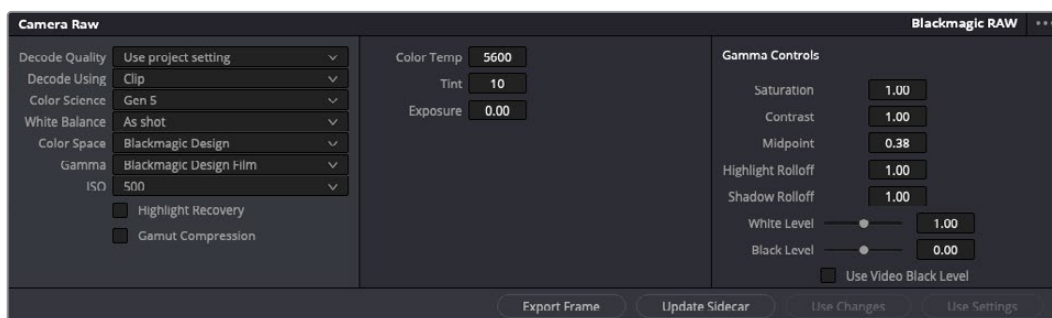 Camera Raw
Blackmagic RAW
Decode Quality Use project setting
Decode Using Clip
Color Science Gen 5
White Balance As shot
Color Space Blackmagic Design
Gamma Blackmagic Design Film
ISO 500
Highlight Recovery
Gamut Compression
Color Temp 5600
Tint 10
Exposure 0.00
Gamma Controls
Saturation 1.00
Contrast 1.00
Midpoint 0.38
Highlight Rolloff 1.00
Shadow Rolloff 1.00
White Level 1.00
Black Level 0.00
Use Video Black Level
Export Frame Update Sidecar Use Changes Use Settings